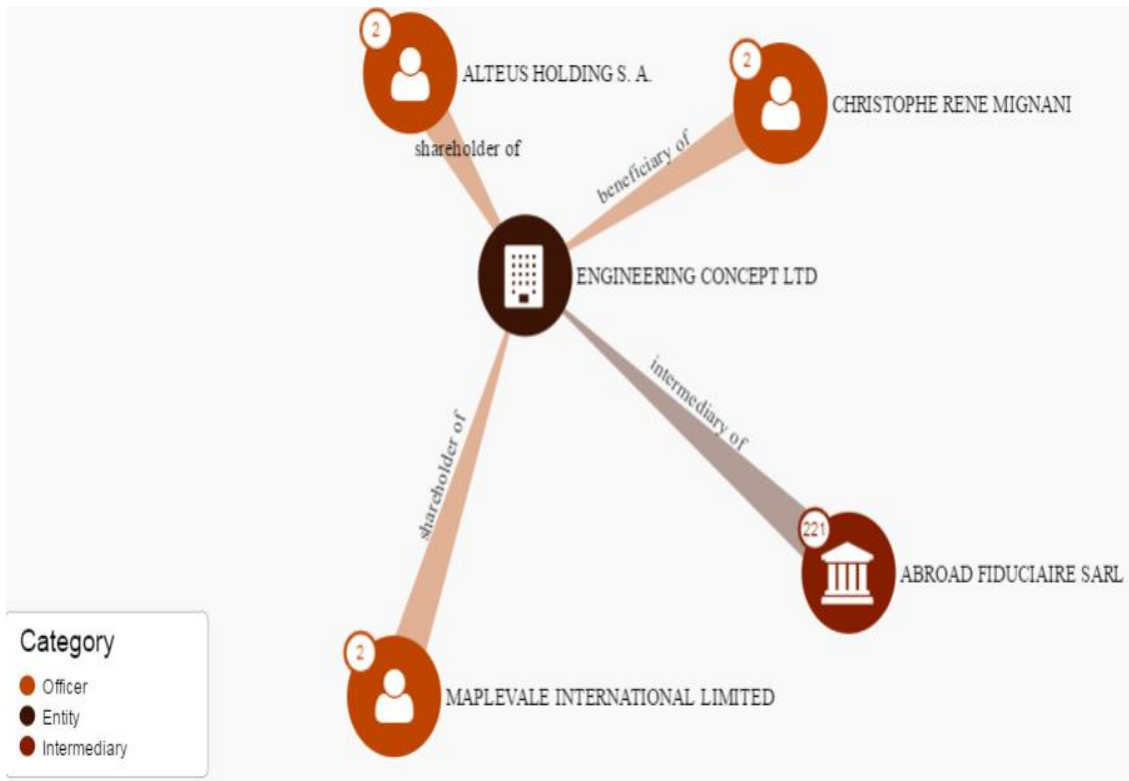 2
ALTEUS HOLDING S. A.
2
CHRISTOPHE RENE MIGNANI
shareholder of
beneficiary of
ENGINEERING CONCEPT LTD
intermediary of
shareholder of
221
ABROAD FIDUCIAIRE SARL
2
MAPLEVALE INTERNATIONAL LIMITED
Category
Officer
Entity
Intermediary